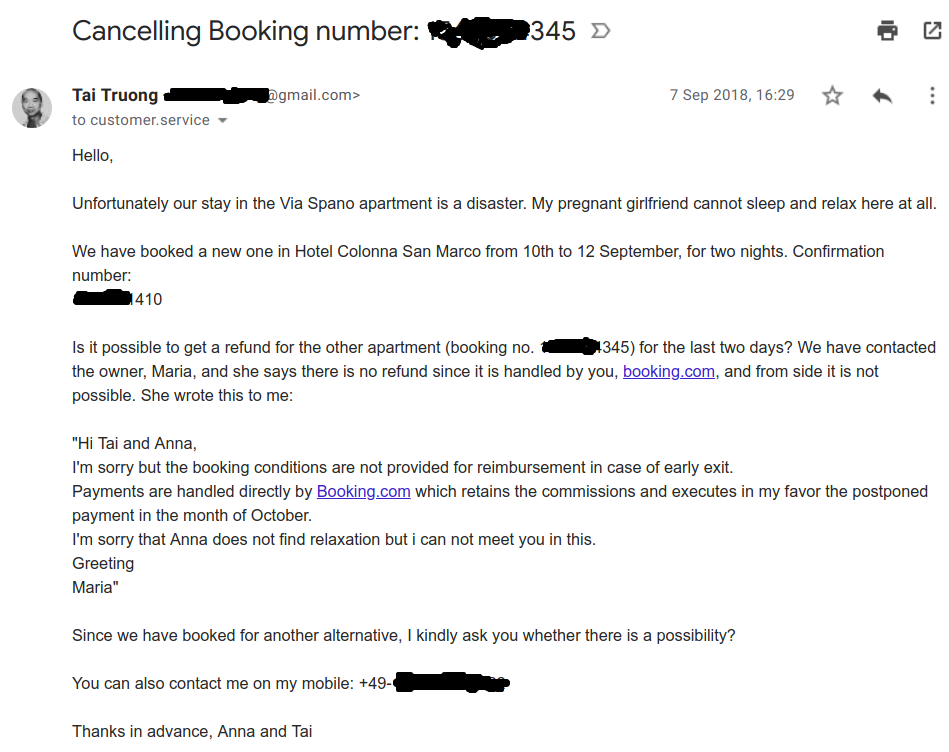 Cancelling Booking number: 345
Tai Truong @gmail.com>
7 Sep 2018, 16:29
to customer.service
Hello,
Unfortunately our stay in the Via Spano apartment is a disaster. My pregnant girlfriend cannot sleep and relax here at all.
We have booked a new one in Hotel Colonna San Marco from 10th to 12 September, for two nights. Confirmation
number:
1410
Is it possible to get a refund for the other apartment (booking no. 345) for the last two days? We have contacted
the owner, Maria, and she says there is no refund since it is handled by you, booking.com, and from side it is not
possible. She wrote this to me:
"Hi Tai and Anna,
I'm sorry but the booking conditions are not provided for reimbursement in case of early exit.
Payments are handled directly by Booking.com which retains the commissions and executes in my favor the postponed
payment in the month of October.
I'm sorry that Anna does not find relaxation but i can not meet you in this.
Greeting
Maria"
Since we have booked for another alternative, I kindly ask you whether there is a possibility?
You can also contact me on my mobile: +49-
Thanks in advance, Anna and Tai